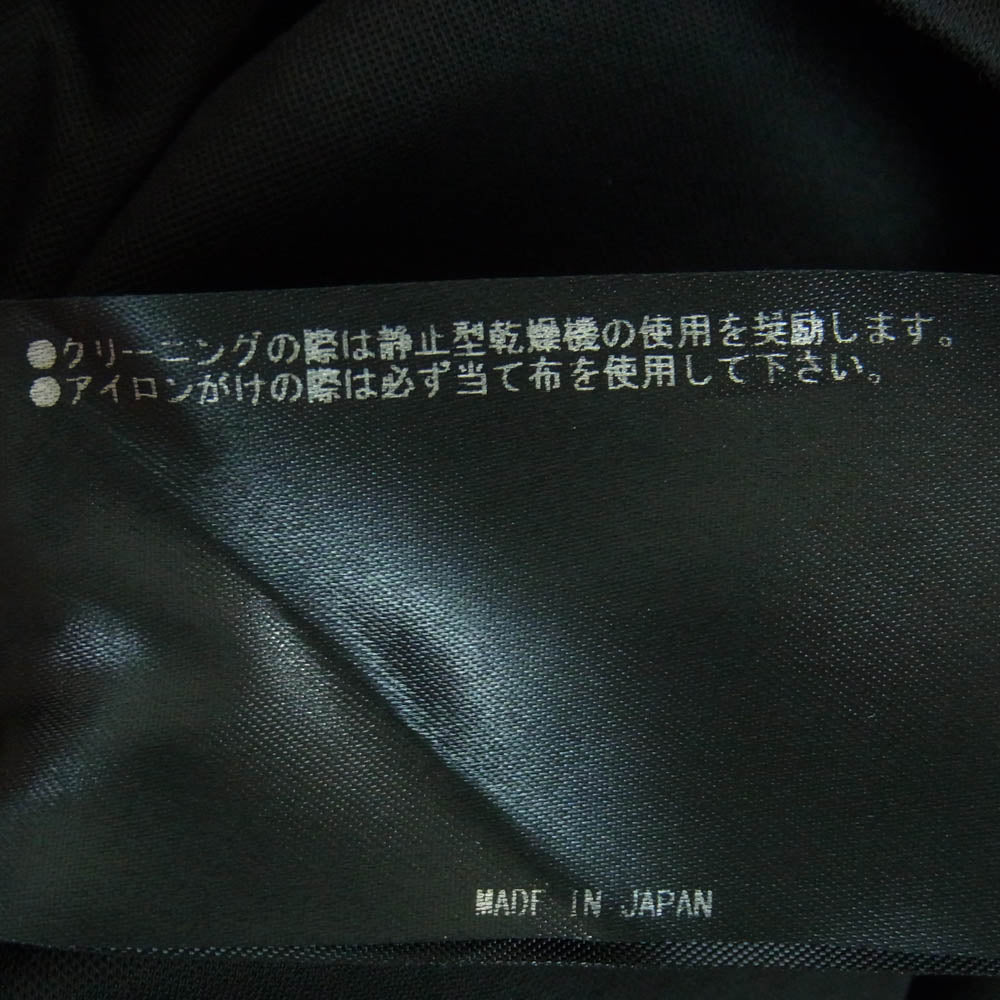 ●クリーニングの際は静止型乾燥機の使用を奨励します。
●アイロンがけの際は必ず当て布を使用して下さい。
MADE IN JAPAN